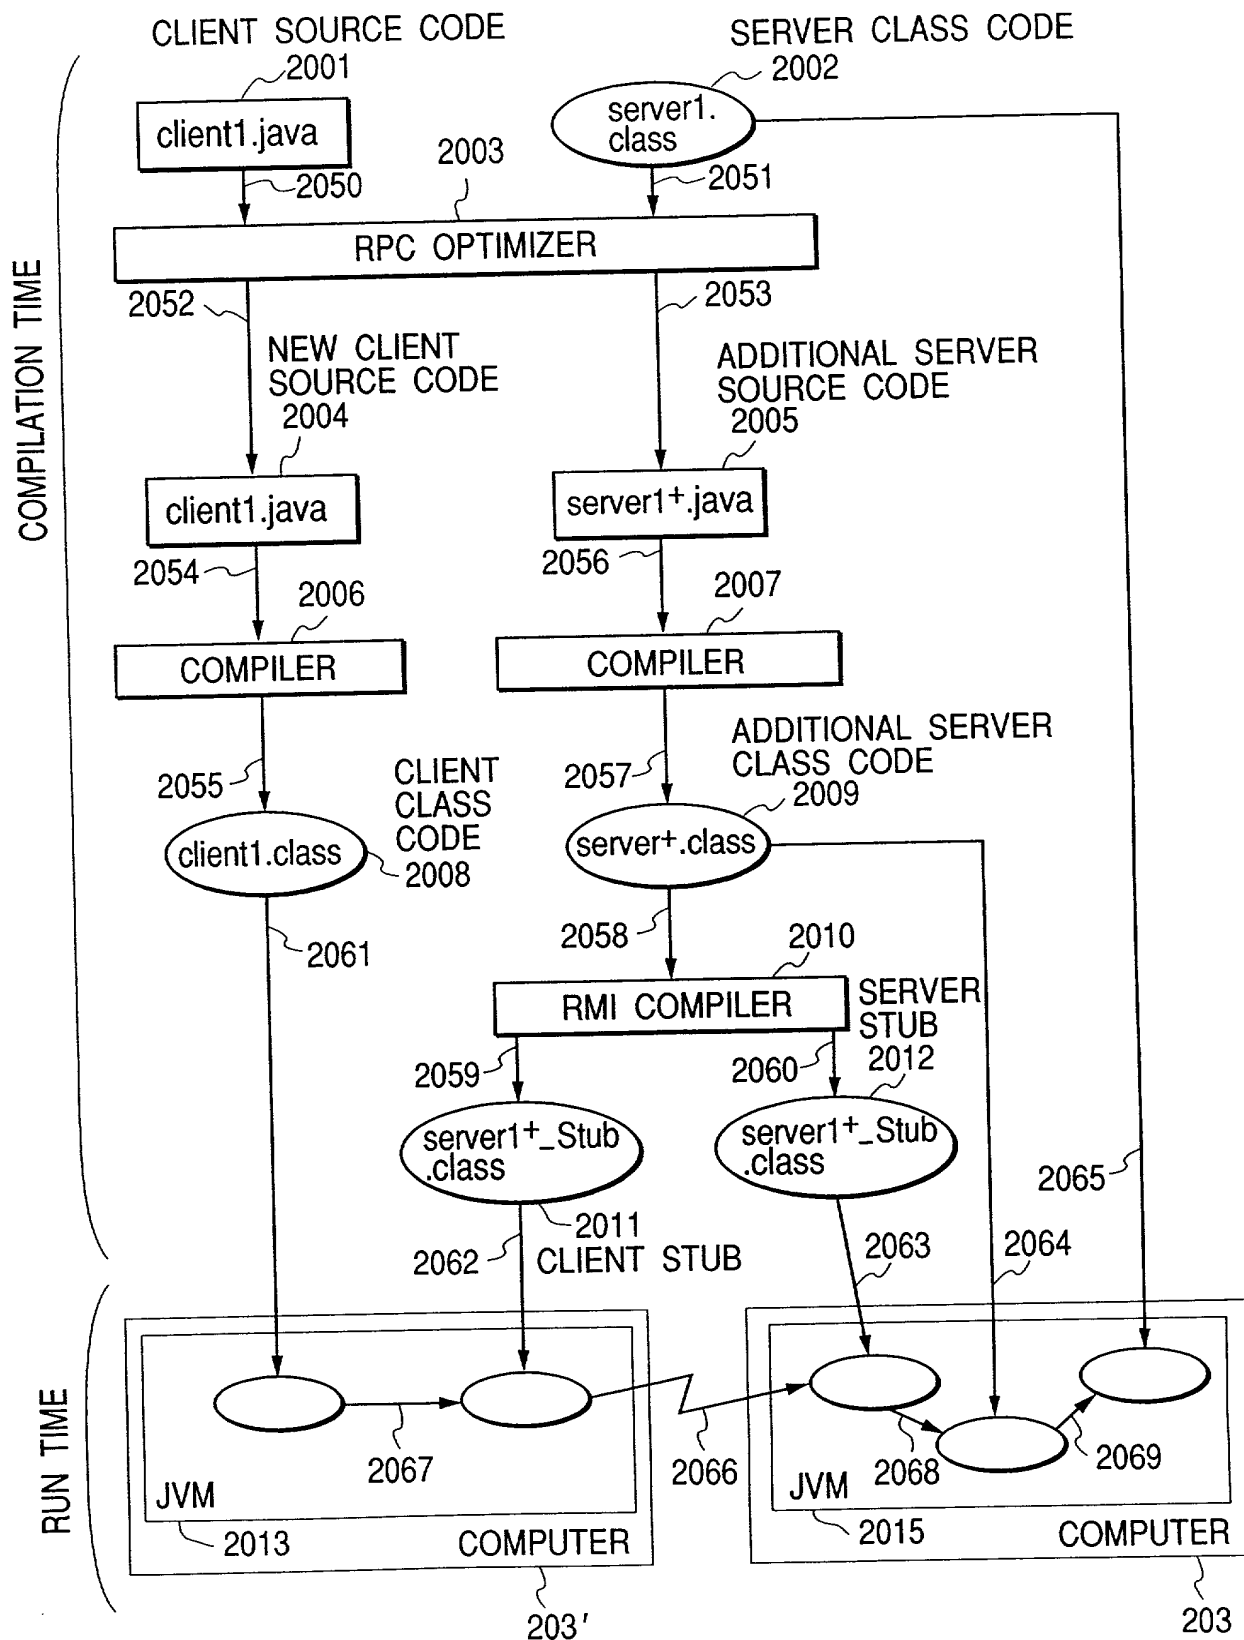 CLIENT SOURCE CODE
2001
SERVER CLASS CODE
2002
client1.java
server1.
class
2050
2003
2051
RPC OPTIMIZER
2052
2053
NEW CLIENT
SOURCE CODE
2004
ADDITIONAL SERVER
SOURCE CODE
2005
client1.java
server1+.java
2054
2056
2006
2007
COMPILER
COMPILER
2055
CLIENT
CLASS
CODE
2008
2057
ADDITIONAL SERVER
CLASS CODE
2009
client1.class
server+.class
2061
2058
2010
RMI COMPILER
SERVER
STUB
2012
2059
2060
server1+_Stub
.class
server1+_Stub
.class
2011
CLIENT STUB
2062
2063
2064
2065
COMPILATION TIME
RUN TIME
2067
2066
2068
2069
JVM
2013
COMPUTER
203'
JVM
2015
COMPUTER
203